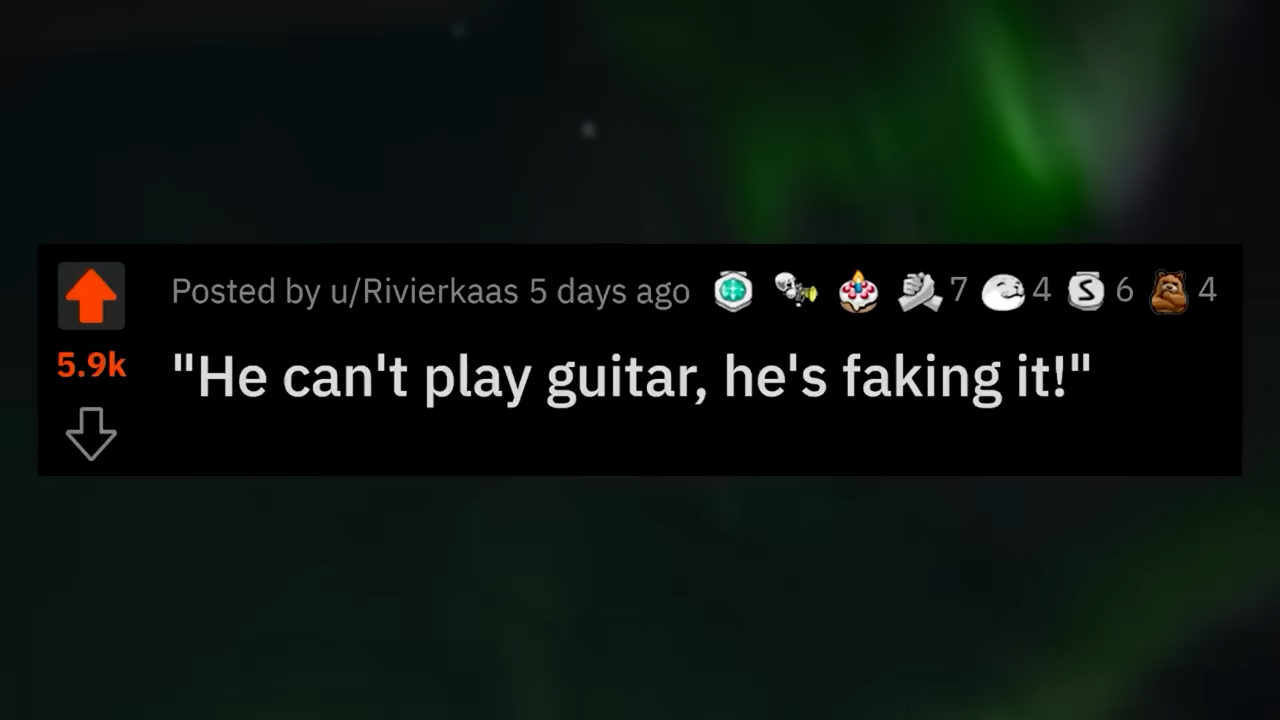 Posted by u/Rivierkaas 5 days ago 7 4 S 6 4
5.9k
"He can't play guitar, he's faking it!"